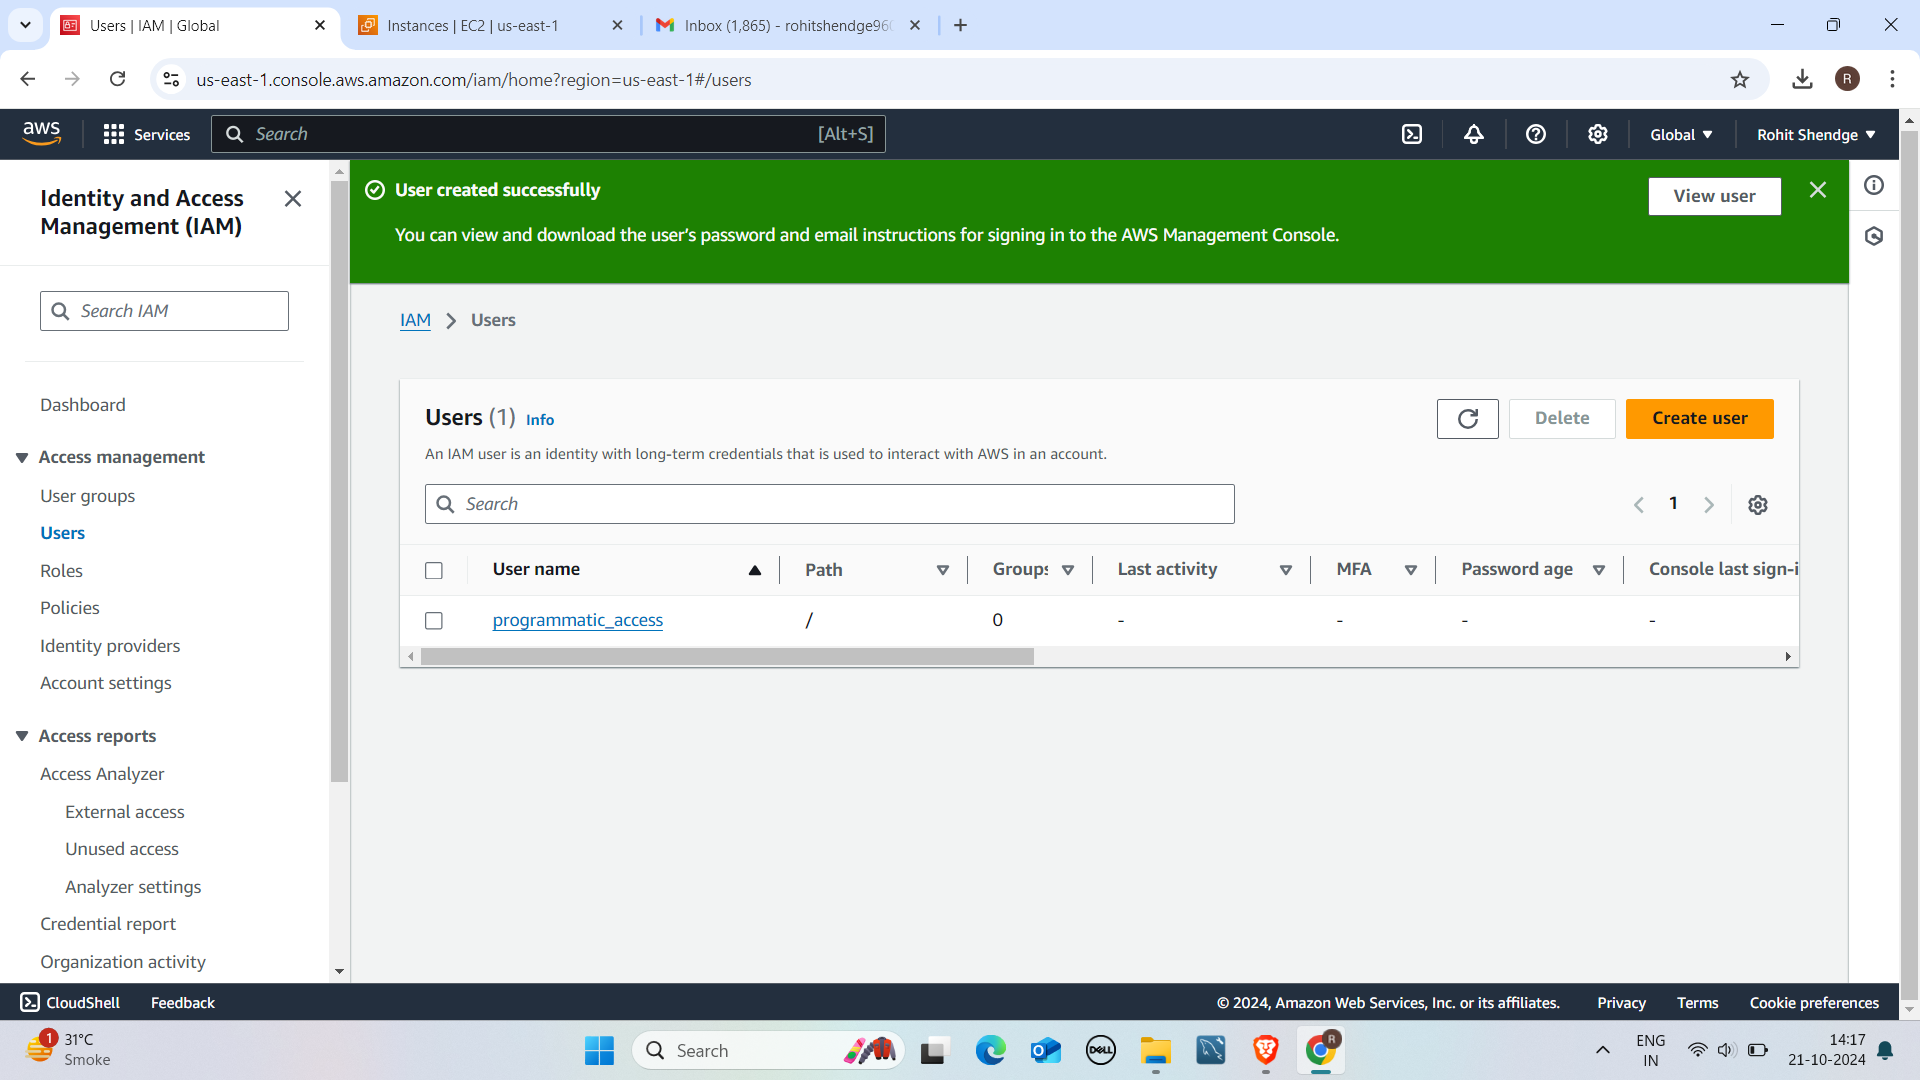 Users | IAM | Global
Instances | EC2 | us-east-1
Inbox (1,865) - rohitshendge96
us-east-1.console.aws.amazon.com/iam/home?region=us-east-1#/users
R
aws
Services
Search
[Alt+S]
Global
Rohit Shendge
Identity and Access
Management (IAM)
Search IAM
Dashboard
Access management
User groups
Users
Roles
Policies
Identity providers
Account settings
Access reports
Access Analyzer
External access
Unused access
Analyzer settings
Credential report
Organization activity
User created successfully
View user
You can view and download the user's password and email instructions for signing in to the AWS Management Console.
IAM > Users
Users (1) Info
Delete
Create user
An IAM user is an identity with long-term credentials that is used to interact with AWS in an account.
Search
1
User name
Path
Groups
Last activity
MFA
Password age
Console last sign-i
programmatic_access
/
0
-
-
-
-
CloudShell
Feedback
© 2024, Amazon Web Services, Inc. or its affiliates.
Privacy
Terms
Cookie preferences
1
31°C
Smoke
Search
DELL
R
ENG
IN
14:17
21-10-2024